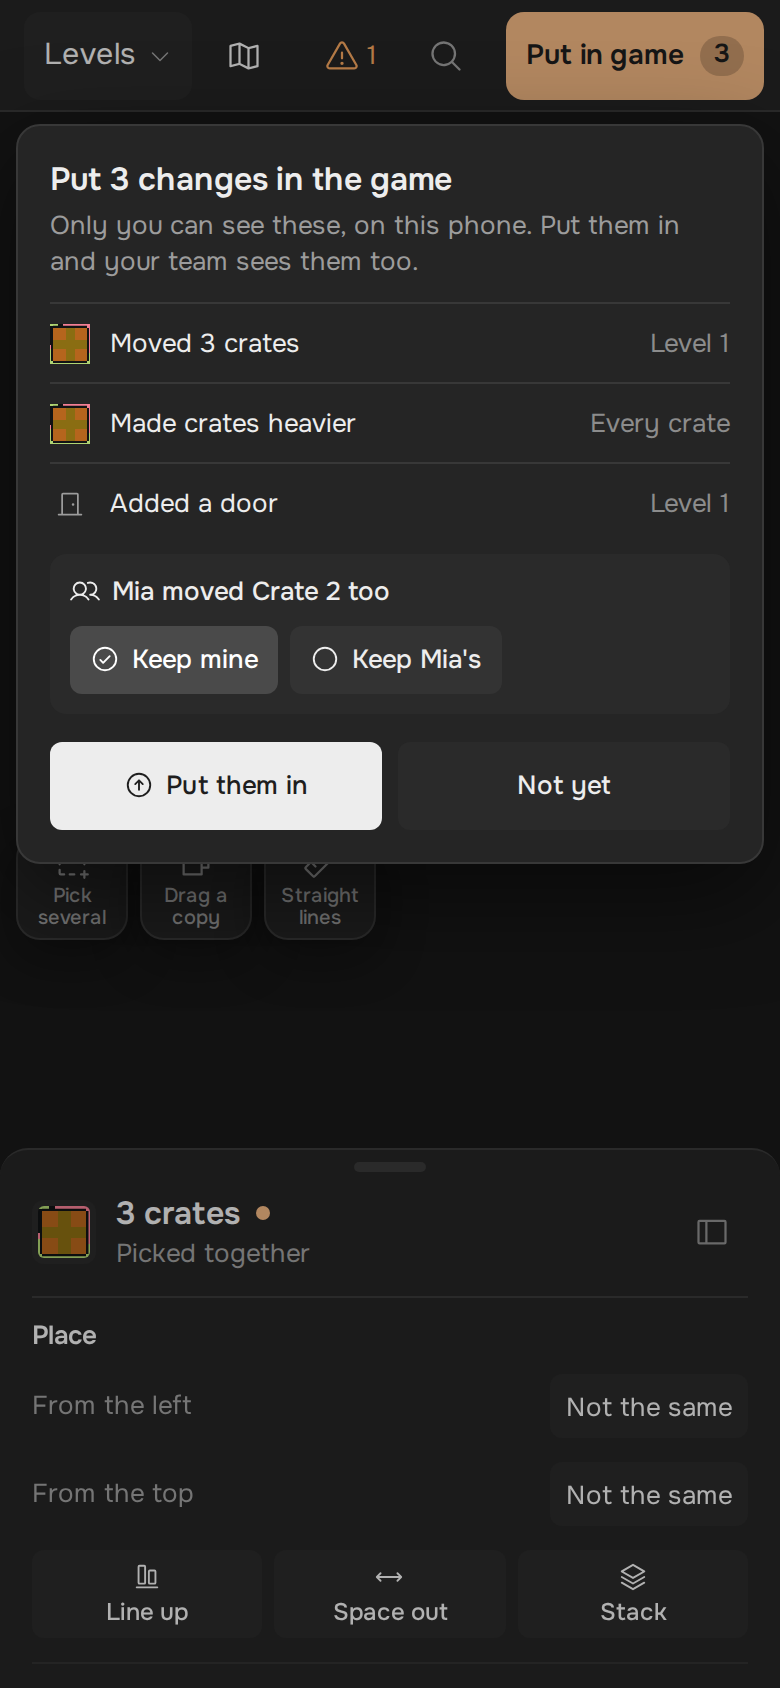 Levels
1
Put in game 3
Put 3 changes in the game
Only you can see these, on this phone. Put them in
and your team sees them too.
Moved 3 crates Level 1
Made crates heavier Every crate
Added a door Level 1
Mia moved Crate 2 too
Keep mine Keep Mia's
Put them in Not yet
Pick
several
Drag a
copy
Straight
lines
3 crates
Picked together
Place
From the left Not the same
From the top Not the same
Line up Space out Stack